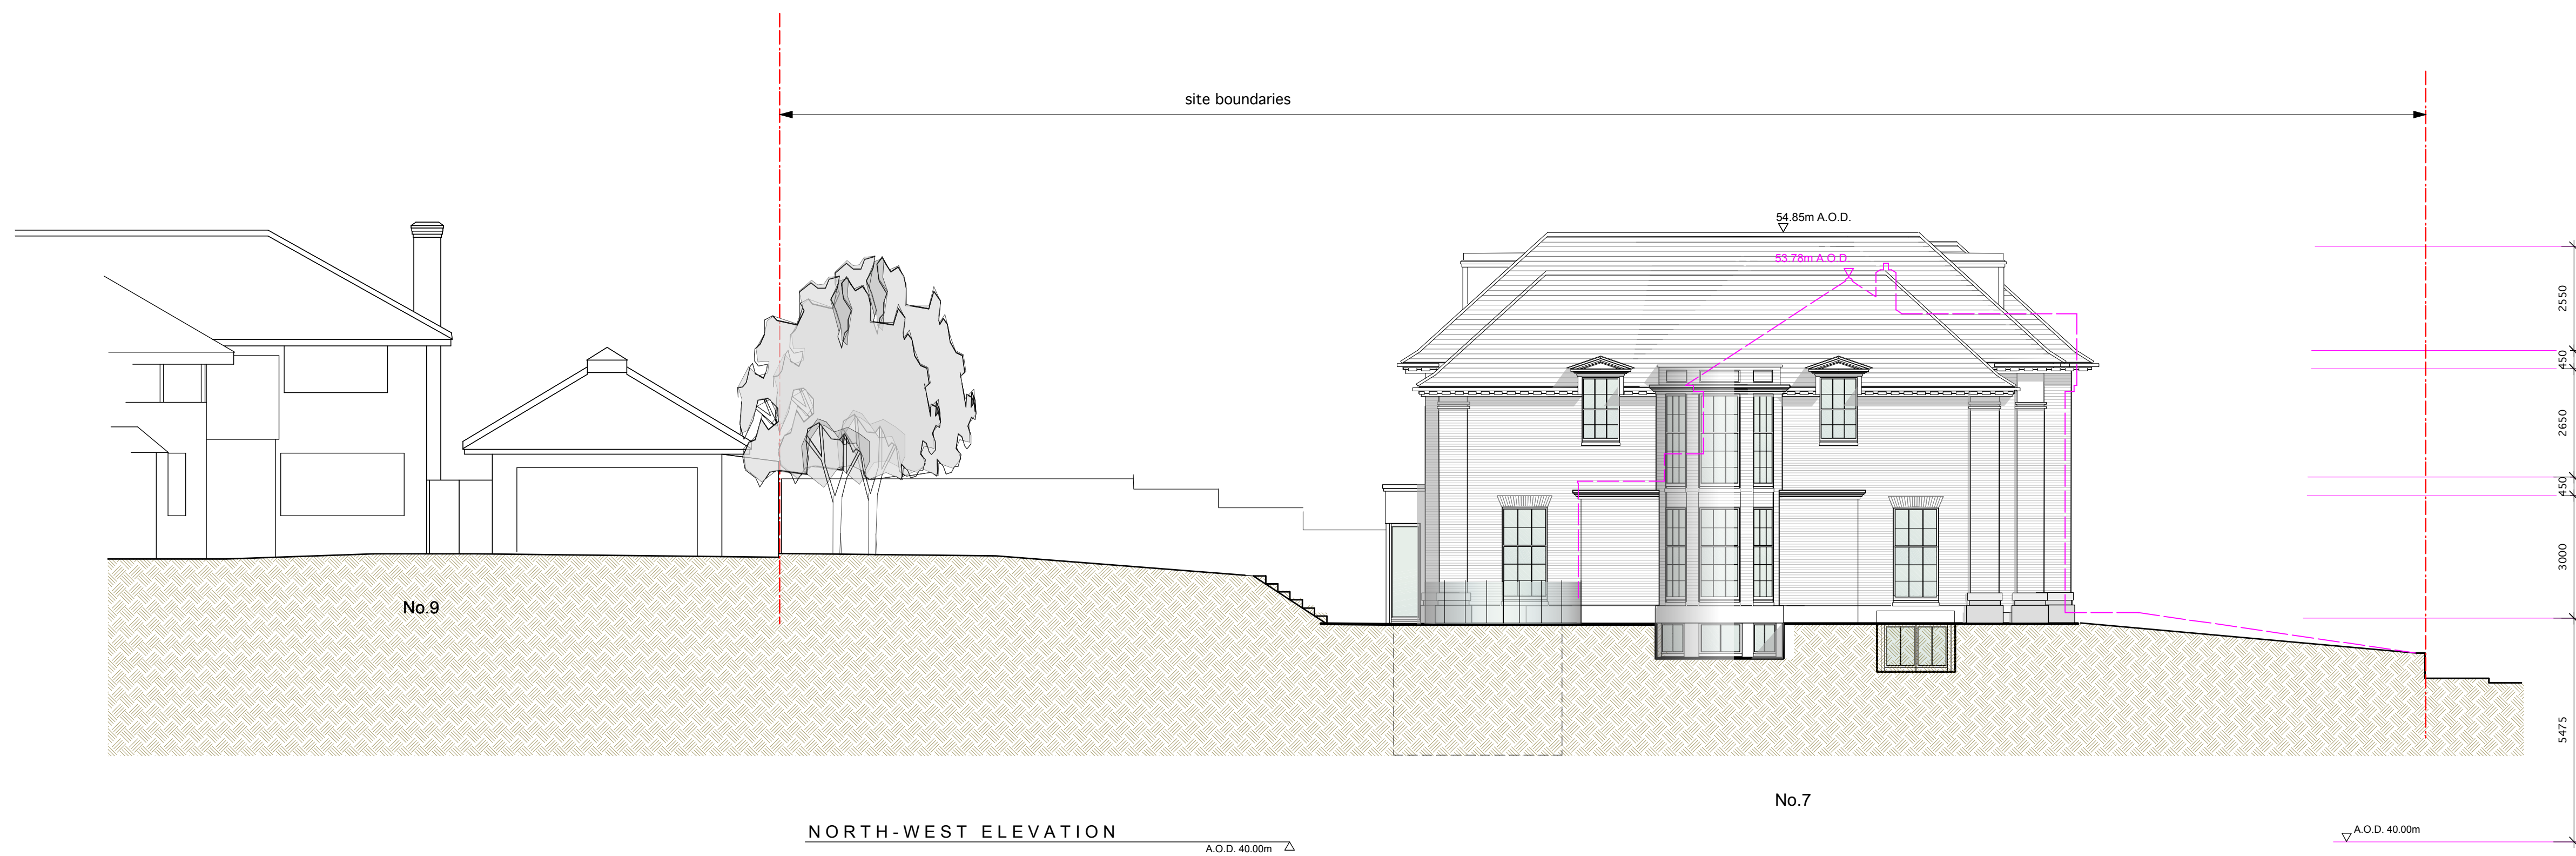 site boundaries
54.85m A.O.D.
53.78m A.O.D.
2550
450
2650
450
3000
5475
No.9
No.7
NORTH-WEST ELEVATION
A.O.D. 40.00m
A.O.D. 40.00m